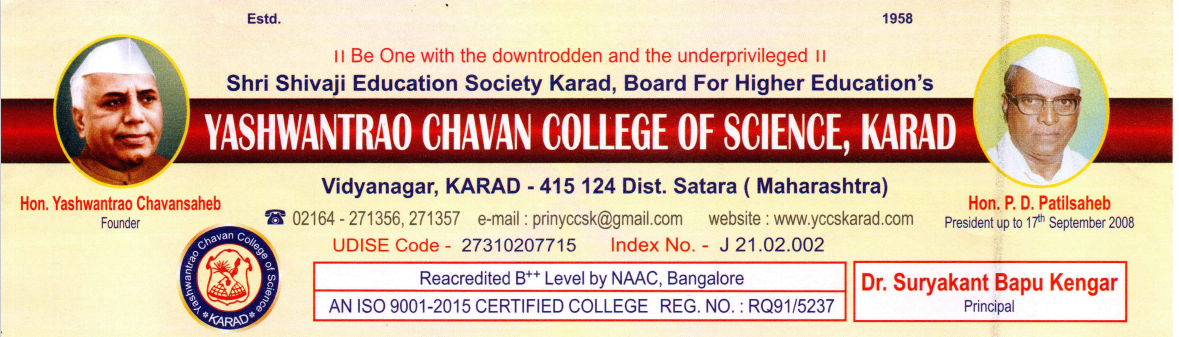 Estd. 1958
II Be One with the downtrodden and the underprivileged II
Shri Shivaji Education Society Karad, Board For Higher Education's
YASHWANTRAO CHAVAN COLLEGE OF SCIENCE, KARAD
Vidyanagar, KARAD - 415 124 Dist. Satara ( Maharashtra)
Hon. Yashwantrao Chavansaheb
Founder
Hon. P. D. Patilsaheb
President up to 17th September 2008
☎ 02164 - 271356, 271357 e-mail : prinyccsk@gmail.com website : www.yccskarad.com
UDISE Code - 27310207715 Index No. - J 21.02.002
Yashwantrao Chavan College of Science
* KARAD *
Reacredited B++ Level by NAAC, Bangalore
AN ISO 9001-2015 CERTIFIED COLLEGE REG. NO. : RQ91/5237
Dr. Suryakant Bapu Kengar
Principal